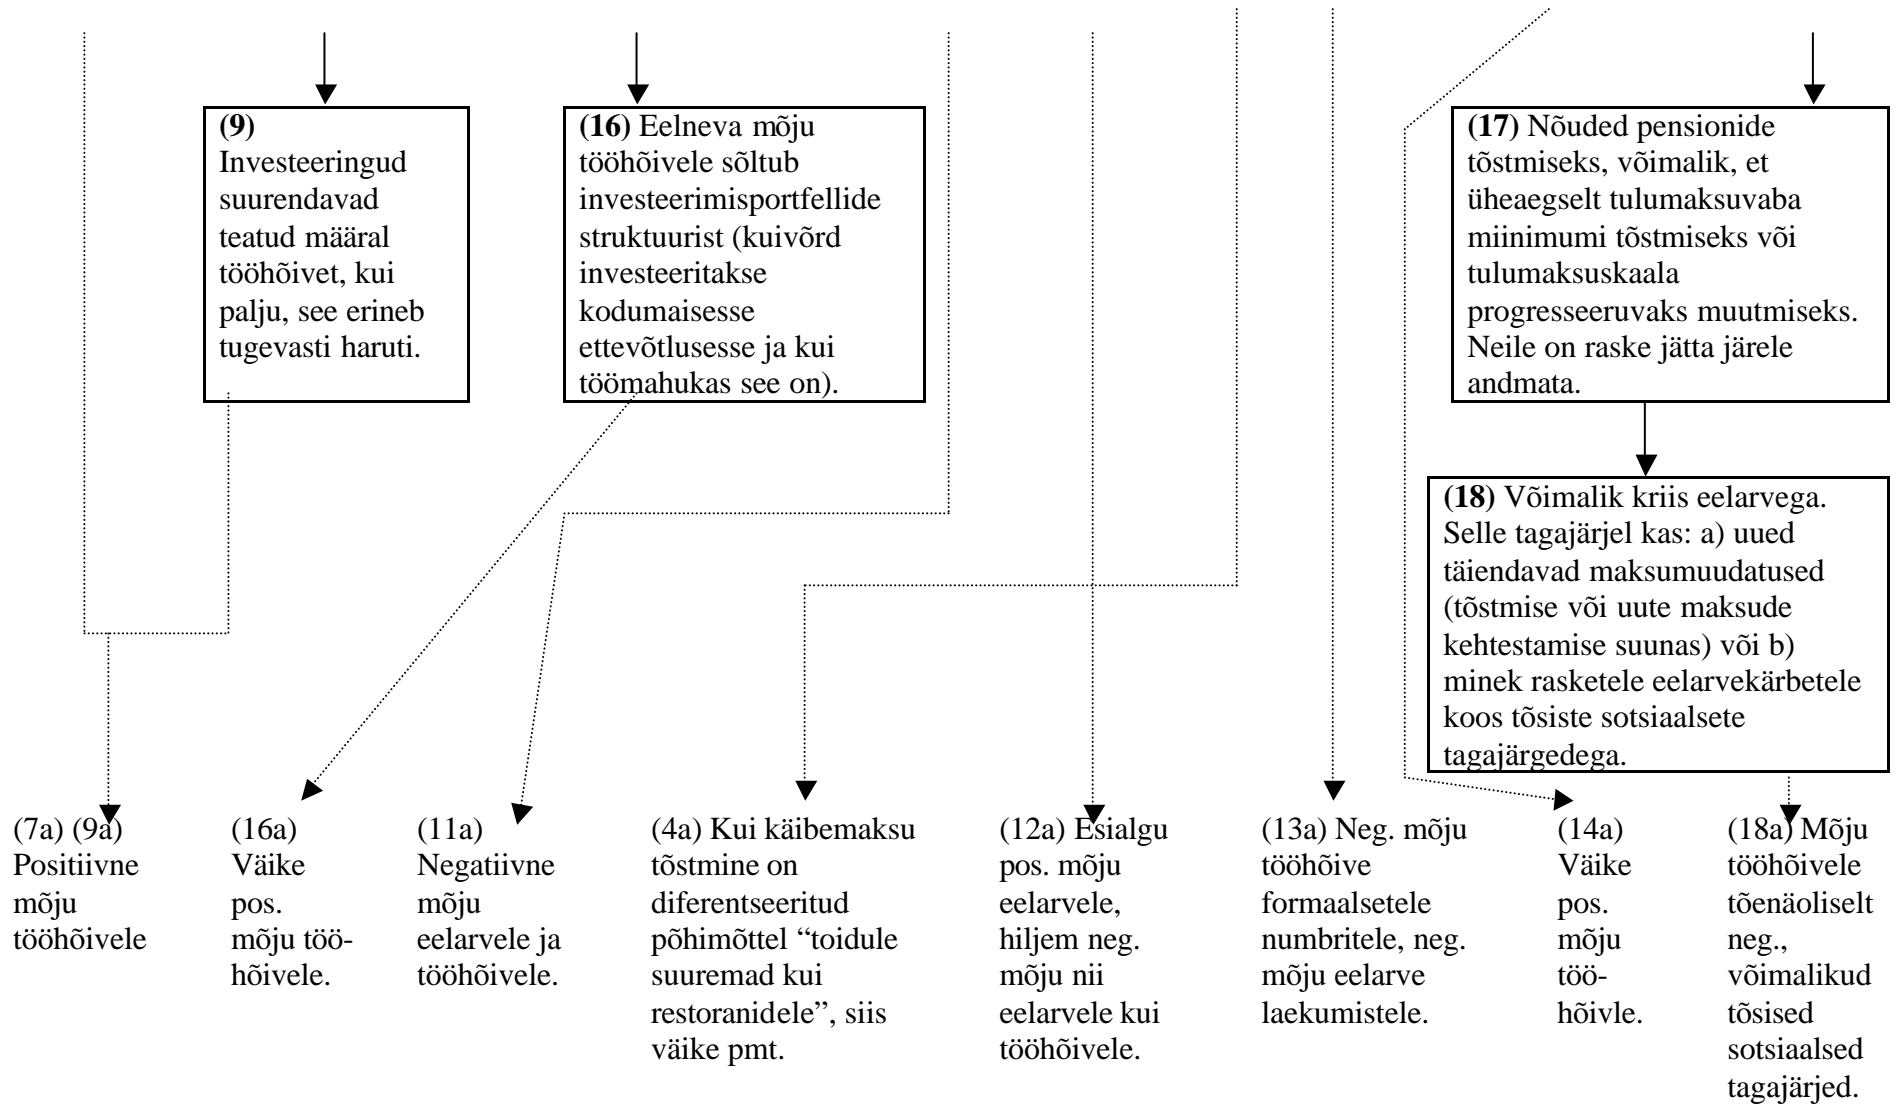 (9)
Investeeringud
suurendavad
teatud määral
tööhõivet, kui
palju, see erineb
tugevasti haruti.
(16) Eelneva mõju
tööhõivele sõltub
investeerimisportfellide
struktuurist (kuivõrd
investeeritakse
kodumaisesse
ettevõtlusesse ja kui
töömahukas see on).
(17) Nõuded pensionide
tõstmiseks, võimalik, et
üheaegselt tulumaksuvaba
miinimumi tõstmiseks või
tulumaksuskaala
progresseeruvaks muutmiseks.
Neile on raske jätta järele
andmata.
(18) Võimalik kriis eelarvega.
Selle tagajärjel kas: a) uued
täiendavad maksumuudatused
(tõstmise või uute maksude
kehtestamise suunas) või b)
minek rasketele eelarvekärbetele
koos tõsiste sotsiaalsete
tagajärgedega.
(7a) (9a)
Positiivne
mõju
tööhõivele
(16a)
Väike
pos.
mõju töö-
hõivele.
(11a)
Negatiivne
mõju
eelarvele ja
tööhõivele.
(4a) Kui käibemaksu
tõstmine on
diferentseeritud
põhimõttel “toidule
suuremad kui
restoranidele”, siis
väike pmt.
(12a) Esialgu
pos. mõju
eelarvele,
hiljem neg.
mõju nii
eelarvele kui
tööhõivele.
(13a) Neg. mõju
tööhõive
formaalsetele
numbritele, neg.
mõju eelarve
laekumistele.
(14a)
Väike
pos.
mõju
töö-
hõivle.
(18a) Mõju
tööhõivele
tõenäoliselt
neg.,
võimalikud
tõsised
sotsiaalsed
tagajärjed.